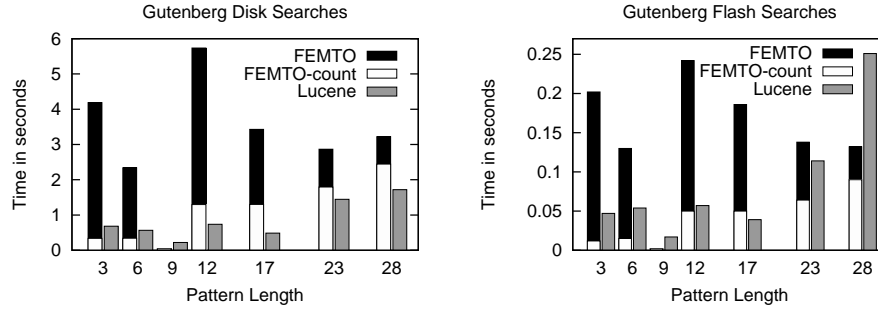 Gutenberg Disk Searches
6
5
4
3
2
1
0
Time in seconds
FEMTO
FEMTO-count
Lucene
3 6 9 12 17 23 28
Pattern Length
Gutenberg Flash Searches
0.25
0.2
0.15
0.1
0.05
0
Time in seconds
FEMTO
FEMTO-count
Lucene
3 6 9 12 17 23 28
Pattern Length